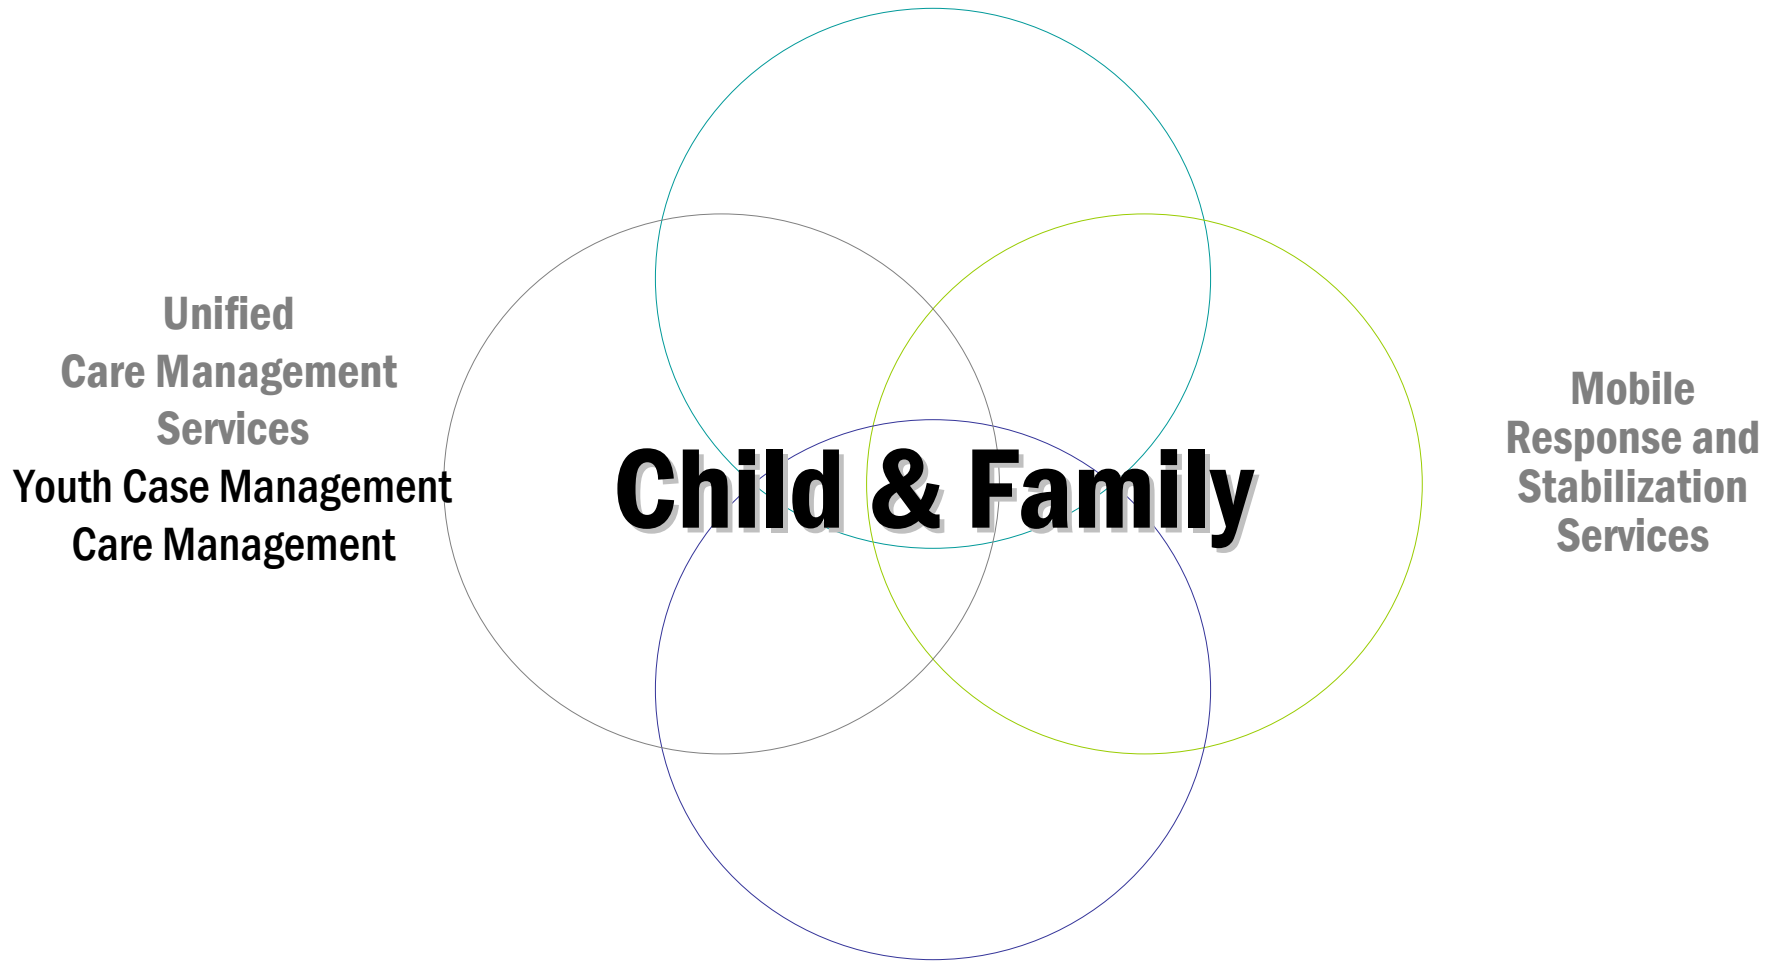 Unified
Care Management
Services
Youth Case Management
Care Management
Child & Family
Mobile
Response and
Stabilization
Services